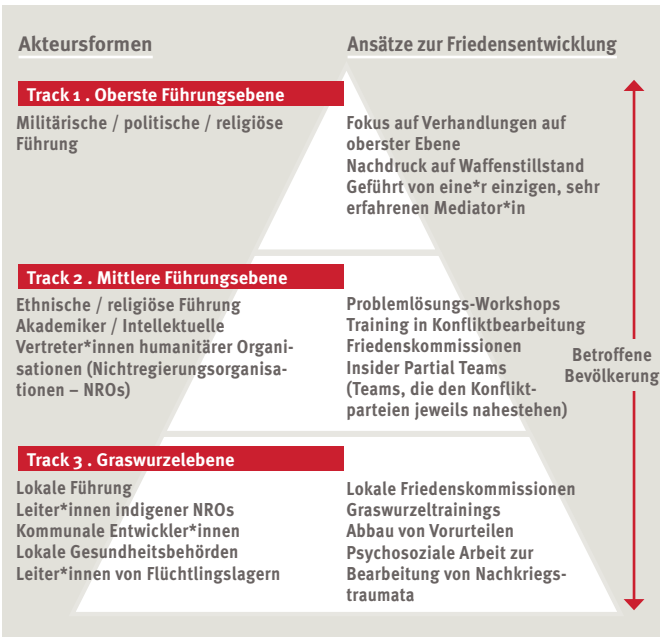 Akteursformen
Ansätze zur Friedensentwicklung
Track 1 . Oberste Führungsebene
Militärische / politische / religiöse
Führung
Fokus auf Verhandlungen auf
oberster Ebene
Nachdruck auf Waffenstillstand
Geführt von eine*r einzigen, sehr
erfahrenen Mediator*in
Track 2 . Mittlere Führungsebene
Ethnische / religiöse Führung
Akademiker / Intellektuelle
Vertreter*innen humanitärer Organi-
sationen (Nichtregierungsorganisa-
tionen – NROs)
Problemlösungs-Workshops
Training in Konfliktbearbeitung
Friedenskommissionen
Insider Partial Teams
(Teams, die den Konflikt-
parteien jeweils nahestehen)
Betroffene
Bevölkerung
Track 3 . Graswurzelebene
Lokale Führung
Leiter*innen indigener NROs
Kommunale Entwickler*innen
Lokale Gesundheitsbehörden
Leiter*innen von Flüchtlingslagern
Lokale Friedenskommissionen
Graswurzeltrainings
Abbau von Vorurteilen
Psychosoziale Arbeit zur
Bearbeitung von Nachkriegs-
traumata